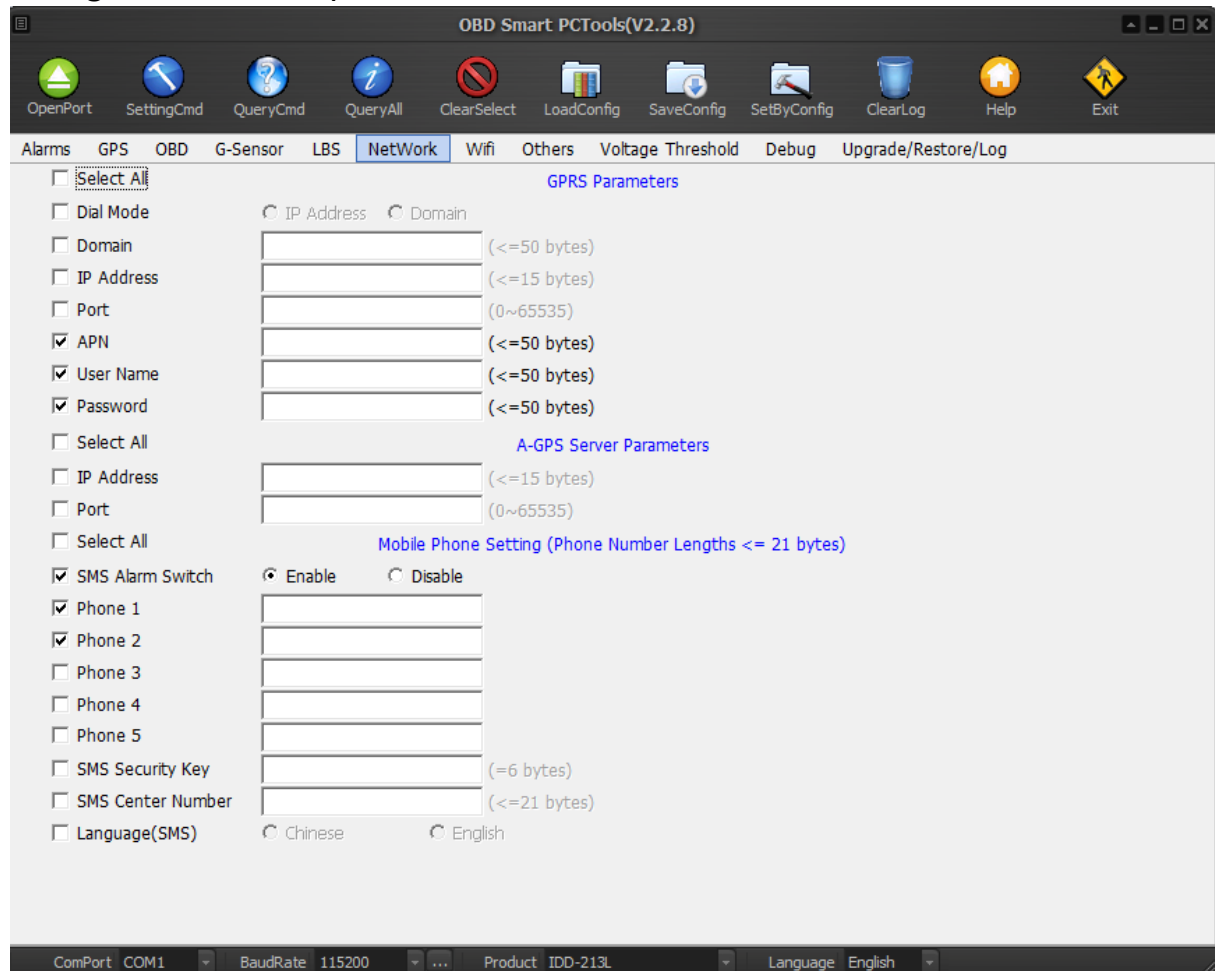 OBD Smart PCTools(V2.2.8)
OpenPort SettingCmd QueryCmd QueryAll ClearSelect LoadConfig SaveConfig SetByConfig ClearLog Help Exit
Alarms GPS OBD G-Sensor LBS NetWork Wifi Others Voltage Threshold Debug Upgrade/Restore/Log
Select All GPRS Parameters
Dial Mode IP Address Domain
Domain (<=50 bytes)
IP Address (<=15 bytes)
Port (0~65535)
APN (<=50 bytes)
User Name (<=50 bytes)
Password (<=50 bytes)
Select All A-GPS Server Parameters
IP Address (<=15 bytes)
Port (0~65535)
Select All Mobile Phone Setting (Phone Number Lengths <= 21 bytes)
SMS Alarm Switch Enable Disable
Phone 1
Phone 2
Phone 3
Phone 4
Phone 5
SMS Security Key (=6 bytes)
SMS Center Number (<=21 bytes)
Language(SMS) Chinese English
ComPort COM1 BaudRate 115200 ... Product IDD-213L Language English